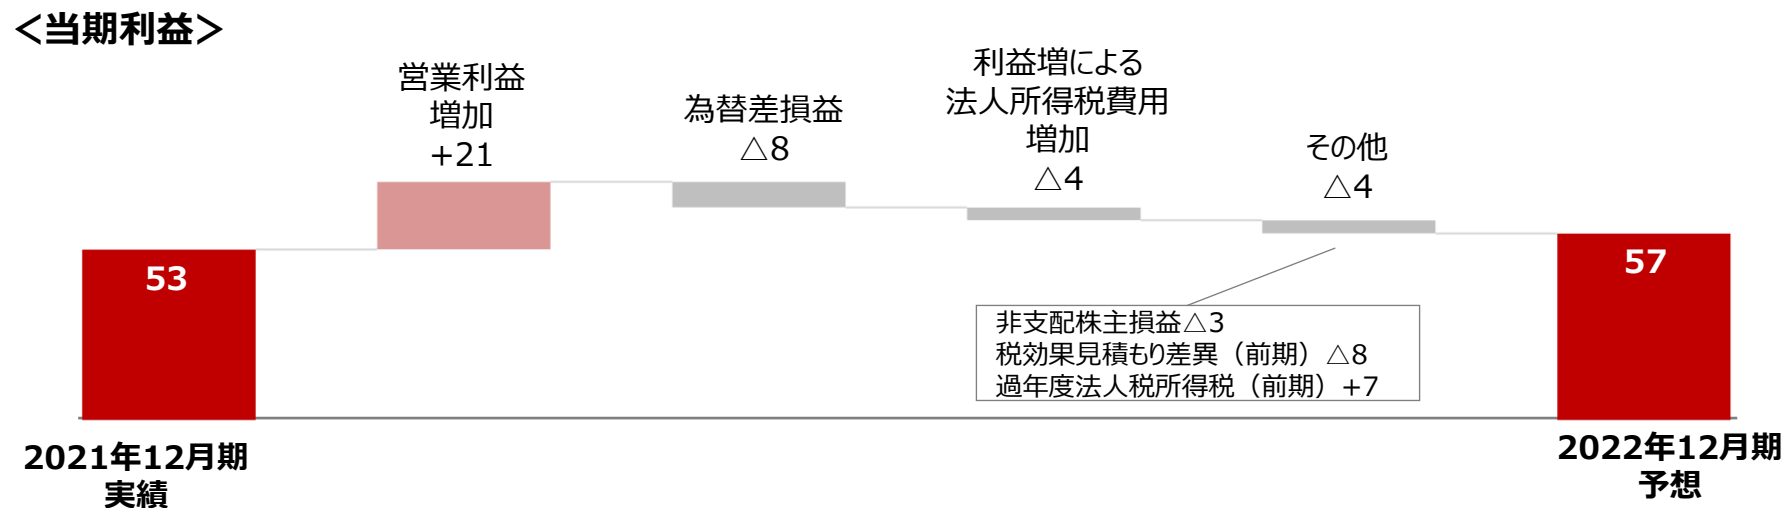 ＜当期利益＞
営業利益
増加
+21
為替差損益
△8
利益増による
法人所得税費用
増加
△4
その他
△4
53
57
非支配株主損益△3
税効果見積もり差異（前期）△8
過年度法人税所得税（前期）+7
2021年12月期
実績
2022年12月期
予想